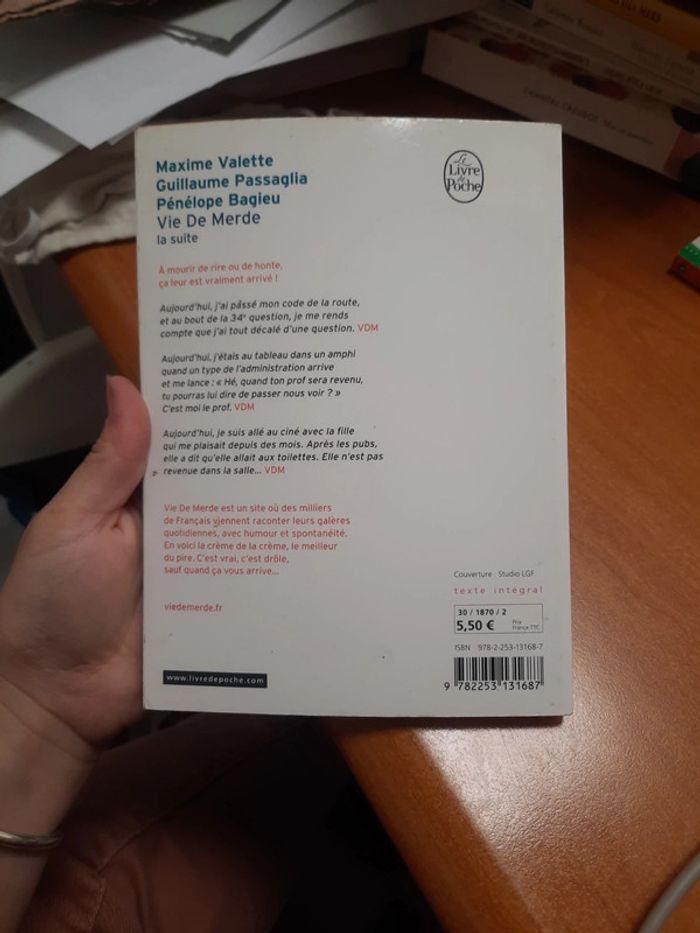 Maxime Valette
Guillaume Passaglia
Pénélope Bagieu
Vie De Merde
la suite
Le
Livre
de
Poche
À mourir de rire ou de honte,
ça leur est vraiment arrivé !
Aujourd'hui, j'ai passé mon code de la route,
et au bout de la 34e question, je me rends
compte que j'ai tout décalé d'une question. VDM
Aujourd'hui, j'étais au tableau dans un amphi
quand un type de l'administration arrive
et me lance : « Hé, quand ton prof sera revenu,
tu pourras lui dire de passer nous voir ? »
C'est moi le prof. VDM
Aujourd'hui, je suis allé au ciné avec la fille
qui me plaisait depuis des mois. Après les pubs,
elle a dit qu'elle allait aux toilettes. Elle n'est pas
revenue dans la salle... VDM
Vie De Merde est un site où des milliers
de Français viennent raconter leurs galères
quotidiennes, avec humour et spontanéité.
En voici la crème de la crème, le meilleur
du pire. C'est vrai, c'est drôle,
sauf quand ça vous arrive...
viedemerde.fr
www.livredepoche.com
Couverture : Studio LGF.
texte intégral
30 / 1870 / 2
5,50 € Prix
France TTC
ISBN 978-2-253-13168-7
9 782253 131687